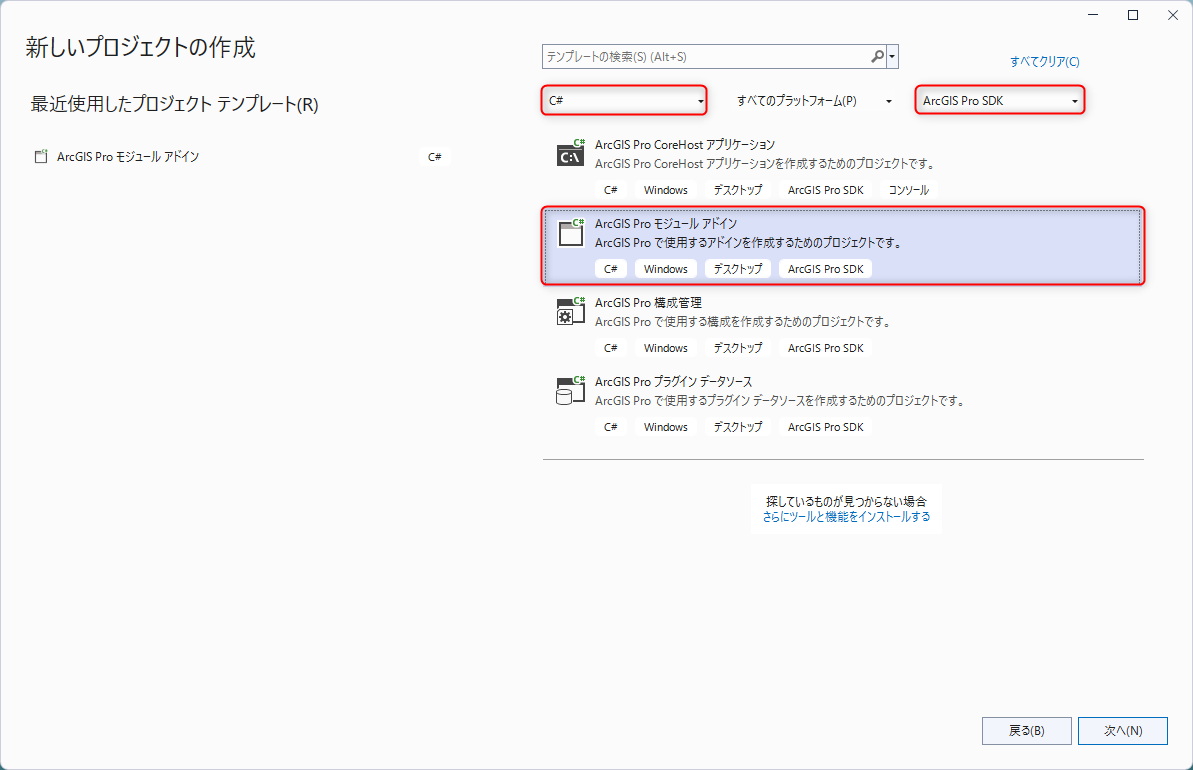 新しいプロジェクトの作成
最近使用したプロジェクト テンプレート(R)
ArcGIS Pro モジュール アドイン C#
テンプレートの検索(S) (Alt+S)
すべてクリア(C)
C# すべてのプラットフォーム(P) ArcGIS Pro SDK
ArcGIS Pro CoreHost アプリケーション
ArcGIS Pro CoreHost アプリケーションを作成するためのプロジェクトです。
C# Windows デスクトップ ArcGIS Pro SDK コンソール
ArcGIS Pro モジュール アドイン
ArcGIS Pro で使用するアドインを作成するためのプロジェクトです。
C# Windows デスクトップ ArcGIS Pro SDK
ArcGIS Pro 構成管理
ArcGIS Pro で使用する構成を作成するためのプロジェクトです。
C# Windows デスクトップ ArcGIS Pro SDK
ArcGIS Pro プラグイン データソース
ArcGIS Pro で使用するプラグイン データソースを作成するためのプロジェクトです。
C# Windows デスクトップ ArcGIS Pro SDK
探しているものが見つからない場合
さらにツールと機能をインストールする
戻る(B) 次へ(N)